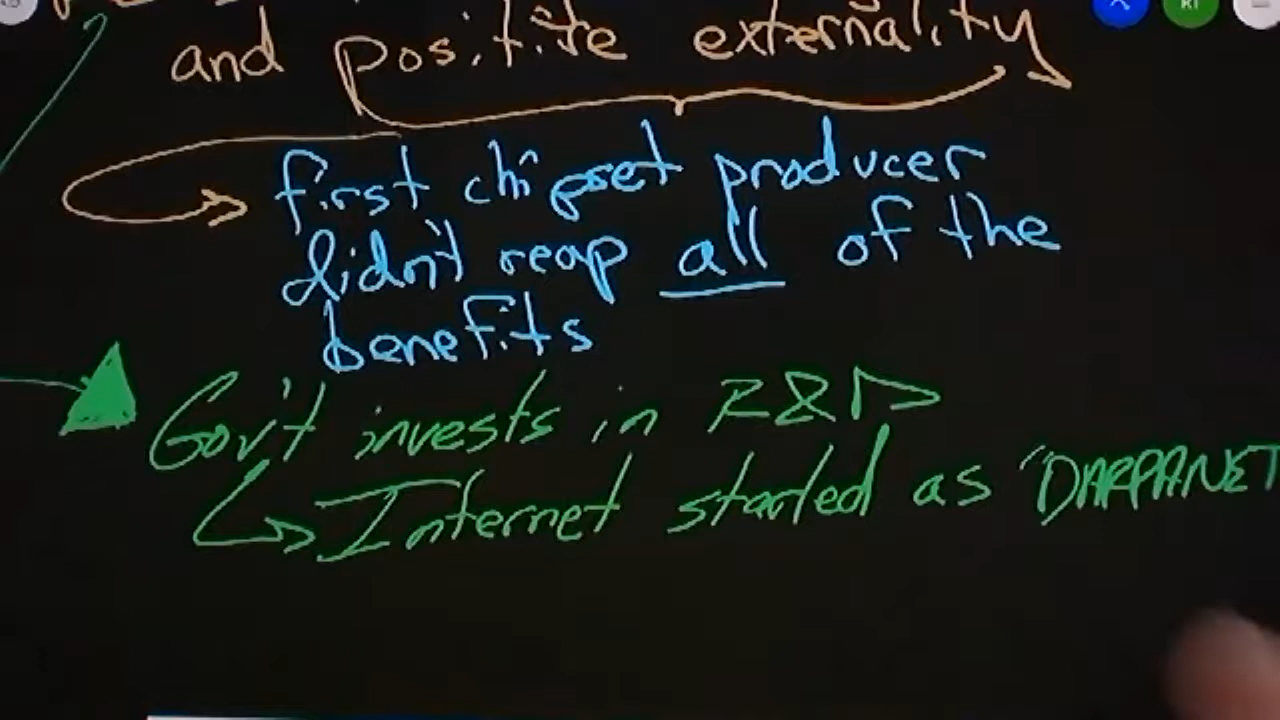 and positive externality
first chipset producer
didn't reap all of the
benefits
Gov't invests in R&D
Internet started as "DARPANET